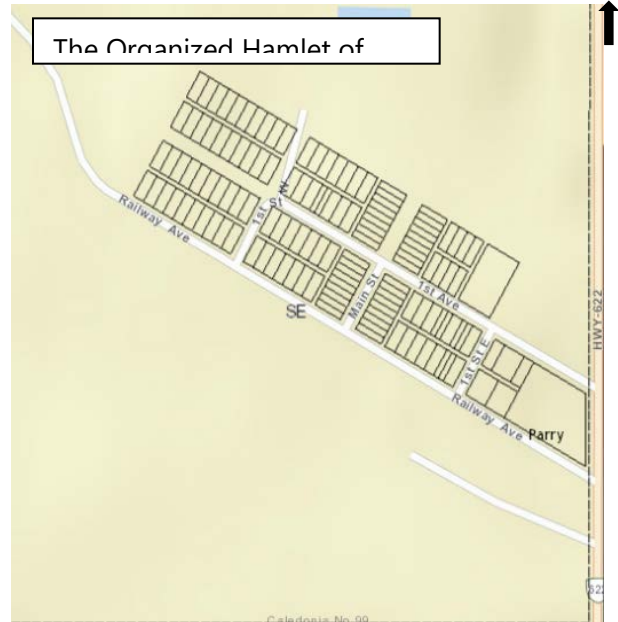 The Organized Hamlet of
1st St W
Railway Ave
SE
Main St
1st Ave
HWY-622
1st St E
Railway Ave
Parry
622
Caledonia No 99